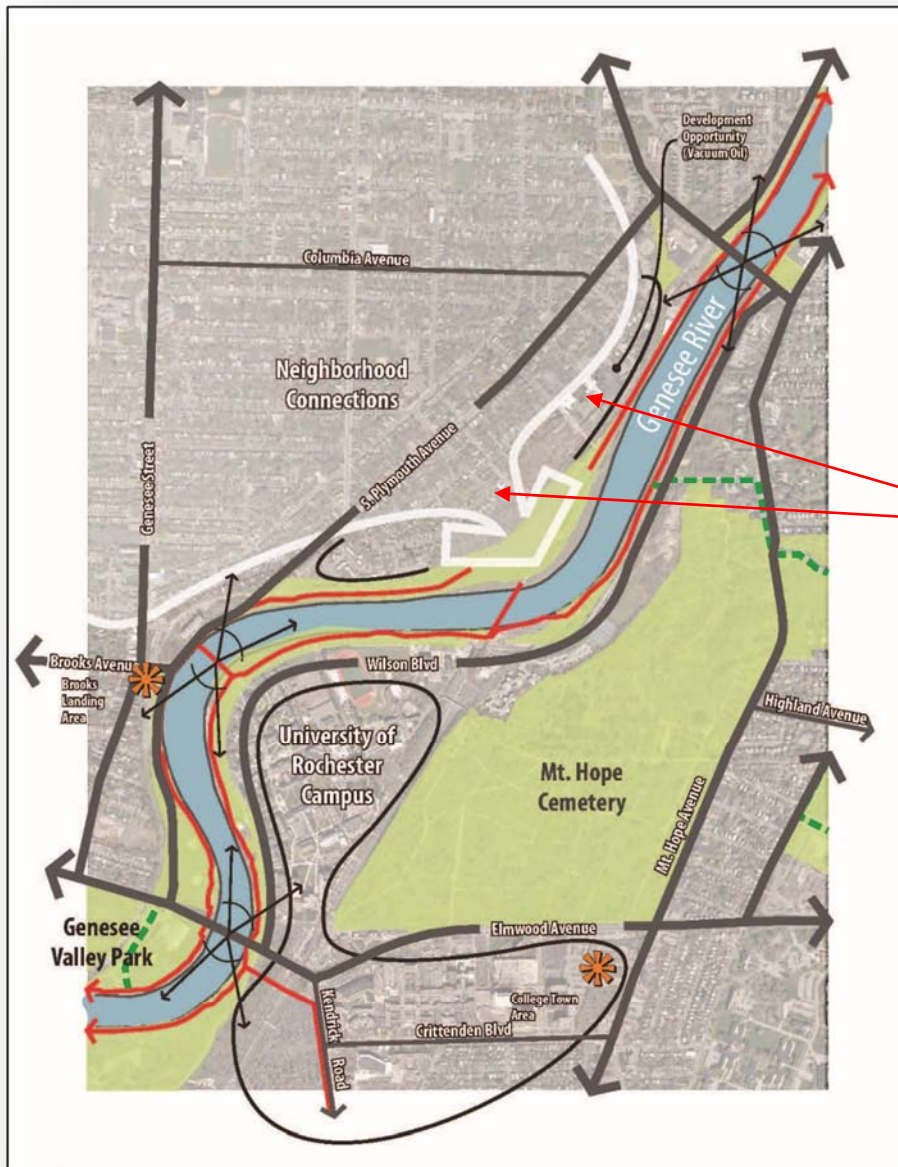 Development
Opportunity
(Vacuum Oil)
Columbia Avenue
Genesee River
Neighborhood
Connections
S. Plymouth Avenue
Genesee Street
Brooks Avenu
Brooks
Landing
Area
Wilson Blvd
University of
Rochester
Campus
Highland Avenue
Mt. Hope
Cemetery
Mt. Hope Avenue
Elmwood Avenue
Genesee
Valley Park
College Town
Area
Kendrick
Road
Crittenden Blvd